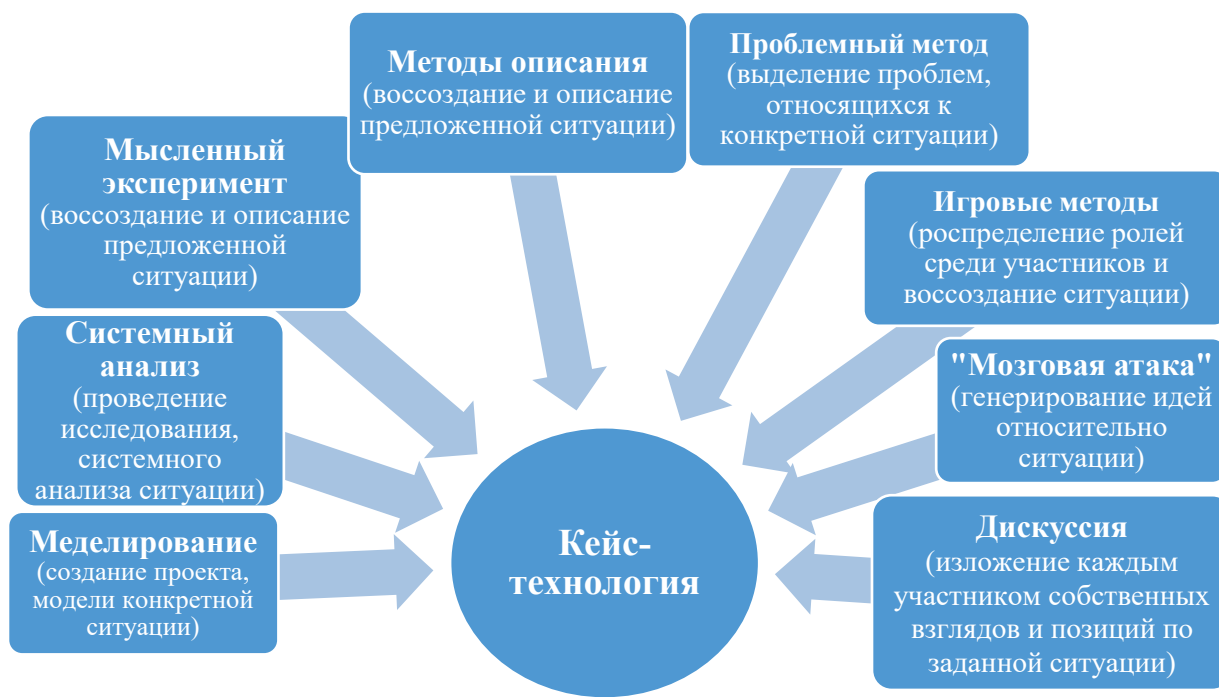 Методы описания
(воссоздание и описание
предложенной ситуации)
Проблемный метод
(выделение проблем,
относящихся к
конкретной ситуации)
Мысленный
эксперимент
(воссоздание и описание
предложенной
ситуации)
Игровые методы
(роспределение ролей
среди участников и
воссоздание ситуации)
Системный
анализ
(проведение
исследования,
системного
анализа ситуации)
"Мозговая атака"
(генерирование идей
относительно
ситуации)
Меделирование
(создание проекта,
модели конкретной
ситуации)
Кейс-
технология
Дискуссия
(изложение каждым
участником собственных
взглядов и позиций по
заданной ситуации)